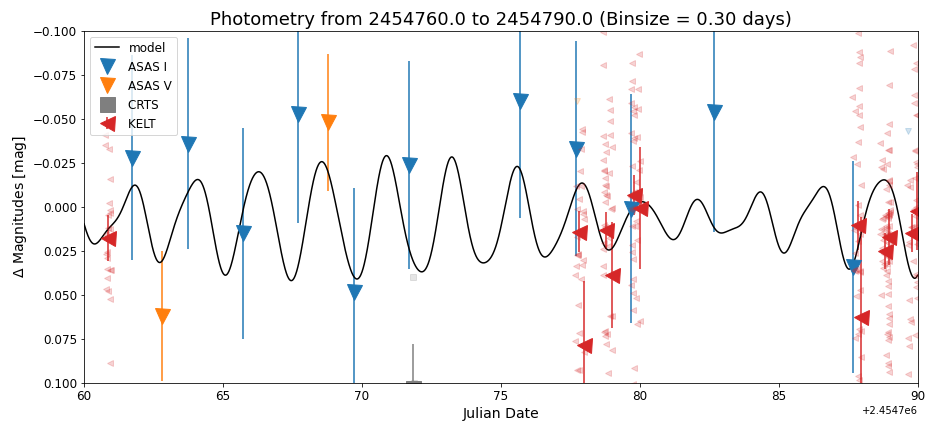 Photometry from 2454760.0 to 2454790.0 (Binsize = 0.30 days)
−0.100
−0.075
−0.050
−0.025
0.000
0.025
0.050
0.075
0.100
Δ Magnitudes [mag]
model
ASAS I
ASAS V
CRTS
KELT
60
65
70
75
80
85
90
+2.4547e6
Julian Date